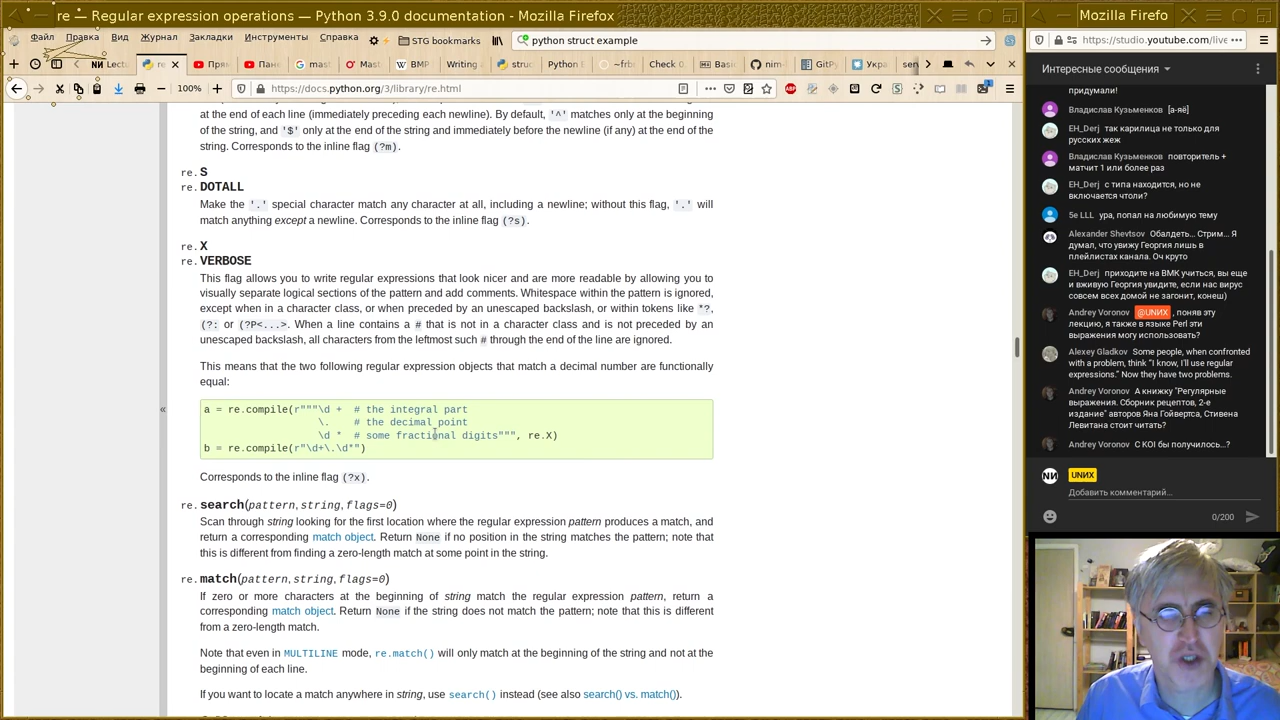 re — Regular expression operations — Python 3.9.0 documentation - Mozilla Firefox
Mozilla Firefo
Файл Правка Вид Журнал Закладки Инструменты Справка
STG bookmarks
python struct example
https://studio.youtube.com/live
Lect
re
Пря
Пане
mast
Mast
BMP
Writing
struc
Python B
~frb
Check 0.
Basi
nim-
GitPy
Укра
sen
100%
https://docs.python.org/3/library/re.html
at the end of each line (immediately preceding each newline). By default, '^' matches only at the beginning
of the string, and '$' only at the end of the string and immediately before the newline (if any) at the end of the
string. Corresponds to the inline flag (?m).
re.S
re.DOTALL
Make the '.' special character match any character at all, including a newline; without this flag, '.' will
match anything except a newline. Corresponds to the inline flag (?s).
re.X
re.VERBOSE
This flag allows you to write regular expressions that look nicer and are more readable by allowing you to
visually separate logical sections of the pattern and add comments. Whitespace within the pattern is ignored,
except when in a character class, or when preceded by an unescaped backslash, or within tokens like *?,
(?: or (?P<...>. When a line contains a # that is not in a character class and is not preceded by an
unescaped backslash, all characters from the leftmost such # through the end of the line are ignored.
This means that the two following regular expression objects that match a decimal number are functionally
equal:
«
a = re.compile(r"""\d +  # the integral part
\.    # the decimal point
\d *  # some fractional digits""", re.X)
b = re.compile(r"\d+\.\d*")
Corresponds to the inline flag (?x).
re.search(pattern, string, flags=0)
Scan through string looking for the first location where the regular expression pattern produces a match, and
return a corresponding match object. Return None if no position in the string matches the pattern; note that
this is different from finding a zero-length match at some point in the string.
re.match(pattern, string, flags=0)
If zero or more characters at the beginning of string match the regular expression pattern, return a
corresponding match object. Return None if the string does not match the pattern; note that this is different
from a zero-length match.
Note that even in MULTILINE mode, re.match() will only match at the beginning of the string and not at the
beginning of each line.
If you want to locate a match anywhere in string, use search() instead (see also search() vs. match()).
Интересные сообщения
придумали!
Владислав Кузьменков [а-яё]
EH_Derj так карилица не только для
русских жеж
Владислав Кузьменков повторитель +
матчит 1 или более раз
EH_Derj с типа находится, но не
включается чтоли?
5e LLL ура, попал на любимую тему
Alexander Shevtsov Обалдеть... Стрим... Я
думал, что увижу Георгия лишь в
плейлистах канала. Оч круто
EH_Derj приходите на ВМК учиться, вы еще
и вживую Георгия увидите, если нас вирус
совсем всех домой не загонит, конеш)
Andrey Voronov @UNИХ , поняв эту
лекцию, я также в языке Perl эти
выражения могу использовать?
Alexey Gladkov Some people, when confronted
with a problem, think “I know, I'll use regular
expressions.” Now they have two problems.
Andrey Voronov А книжку "Регулярные
выражения. Сборник рецептов, 2-е
издание" авторов Яна Гойвертса, Стивена
Левитана стоит читать?
Andrey Voronov С KOI бы получилось...?
NИ
UNИХ
Добавить комментарий...
0/200